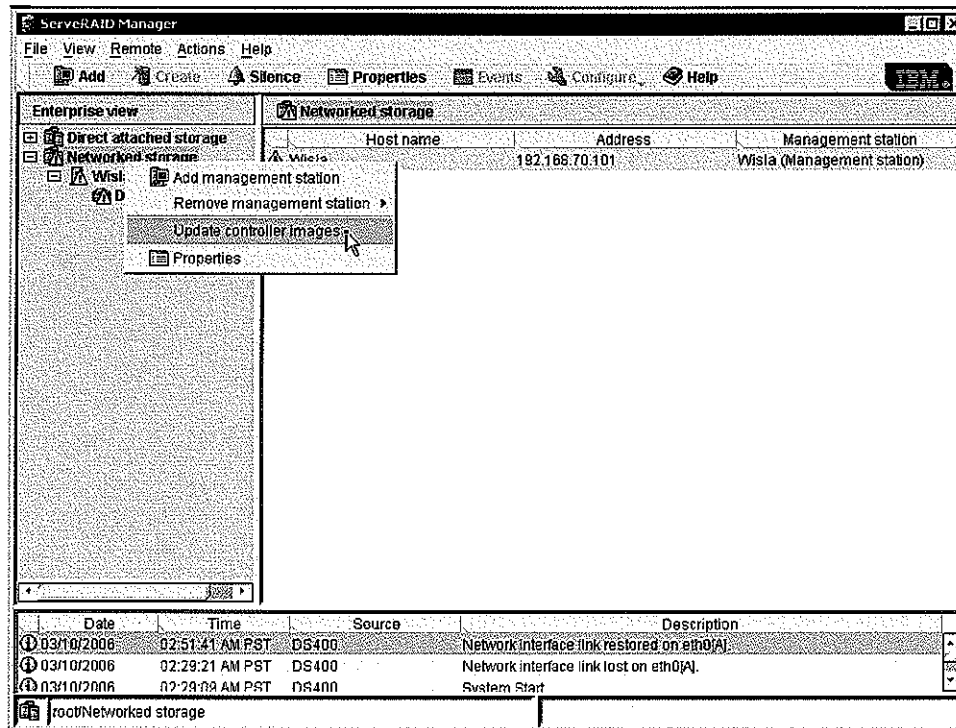 ServeRAID Manager
File View Remote Actions Help
Add Create Silence Properties Events Configure Help
IBM
Enterprise view
Networked storage
Direct attached storage
Host name Address Management station
Networked storage
Wisla 192.168.70.101 Wisla (Management station)
Wisl
Add management station
D
Remove management station
Update controller images
Properties
Date Time Source Description
03/10/2006 02:51:41 AM PST DS400 Network interface link restored on eth0[A].
03/10/2006 02:29:21 AM PST DS400 Network interface link lost on eth0[A].
03/10/2006 02:29:09 AM PST DS400 System Start
root/Networked storage